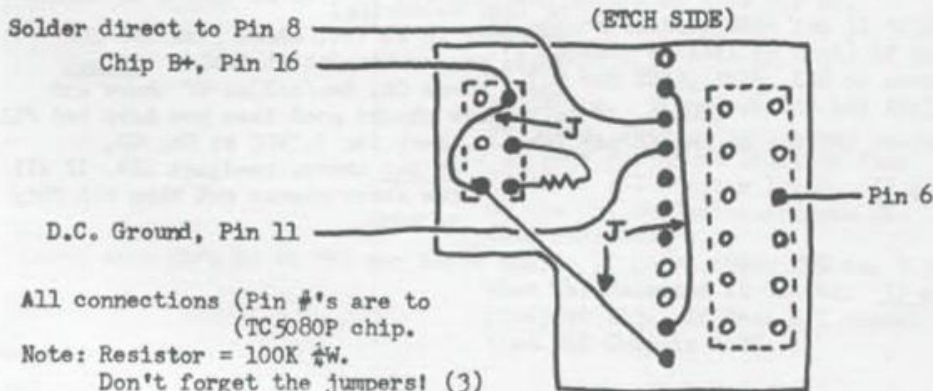 (ETCH SIDE)
Solder direct to Pin 8
Chip B+, Pin 16
J
Pin 6
D.C. Ground, Pin 11
J
All connections (Pin #'s are to
(TC5080P chip.
Note: Resistor = 100K ¼W.
Don't forget the jumpers! (3)